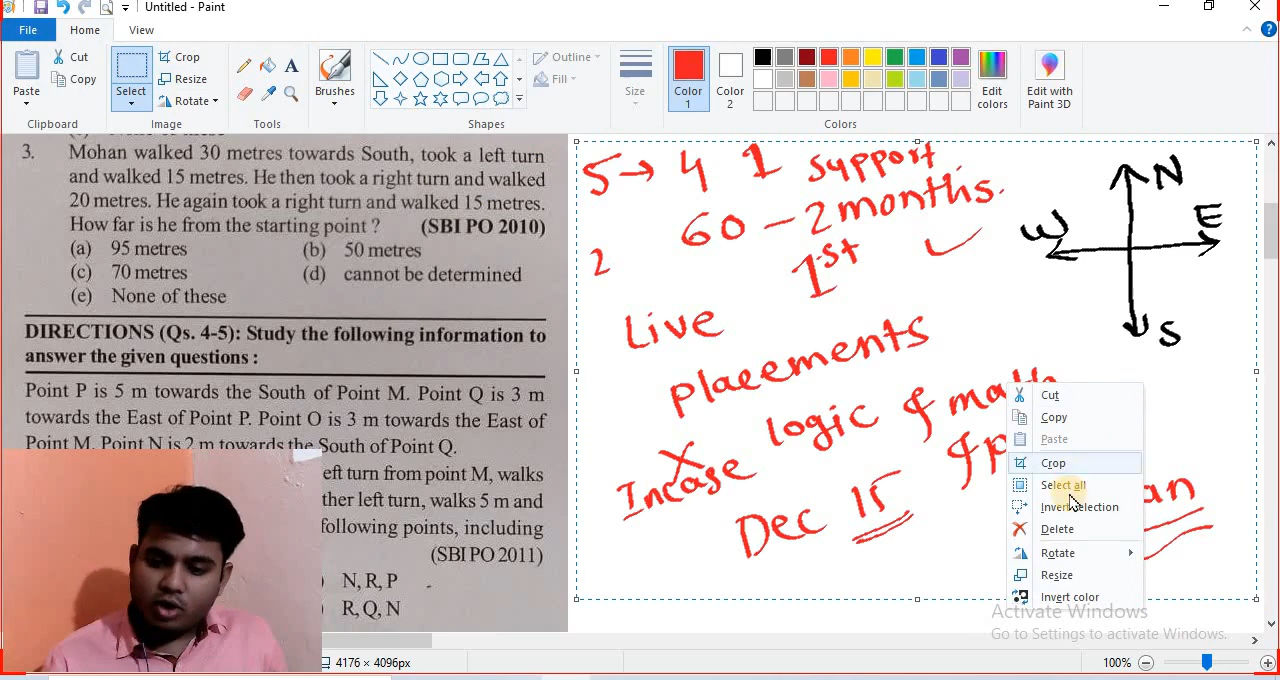 Untitled - Paint
File Home View
Paste Cut Copy Select Crop Resize Rotate Brushes Outline Fill Size Color 1 Color 2 Edit colors Edit with Paint 3D
Clipboard Image Tools Shapes Colors
3. Mohan walked 30 metres towards South, took a left turn
and walked 15 metres. He then took a right turn and walked
20 metres. He again took a right turn and walked 15 metres.
How far is he from the starting point ? (SBI PO 2010)
(a) 95 metres (b) 50 metres
(c) 70 metres (d) cannot be determined
(e) None of these
DIRECTIONS (Qs. 4-5): Study the following information to
answer the given questions :
Point P is 5 m towards the South of Point M. Point Q is 3 m
towards the East of Point P. Point O is 3 m towards the East of
Point M. Point N is 2 m towards the South of Point Q.
eft turn from point M, walks
ther left turn, walks 5 m and
following points, including
(SBI PO 2011)
N, R, P
R, Q, N
5 → 4 1 support
60 - 2 months.
2 1st
Live
placements
logic & math
Incase
Dec 15
N
W E
S
Cut
Copy
Paste
Crop
Select all
Invert selection
Delete
Rotate
Resize
Invert color
Activate Windows
Go to Settings to activate Windows.
4176 × 4096px 100%